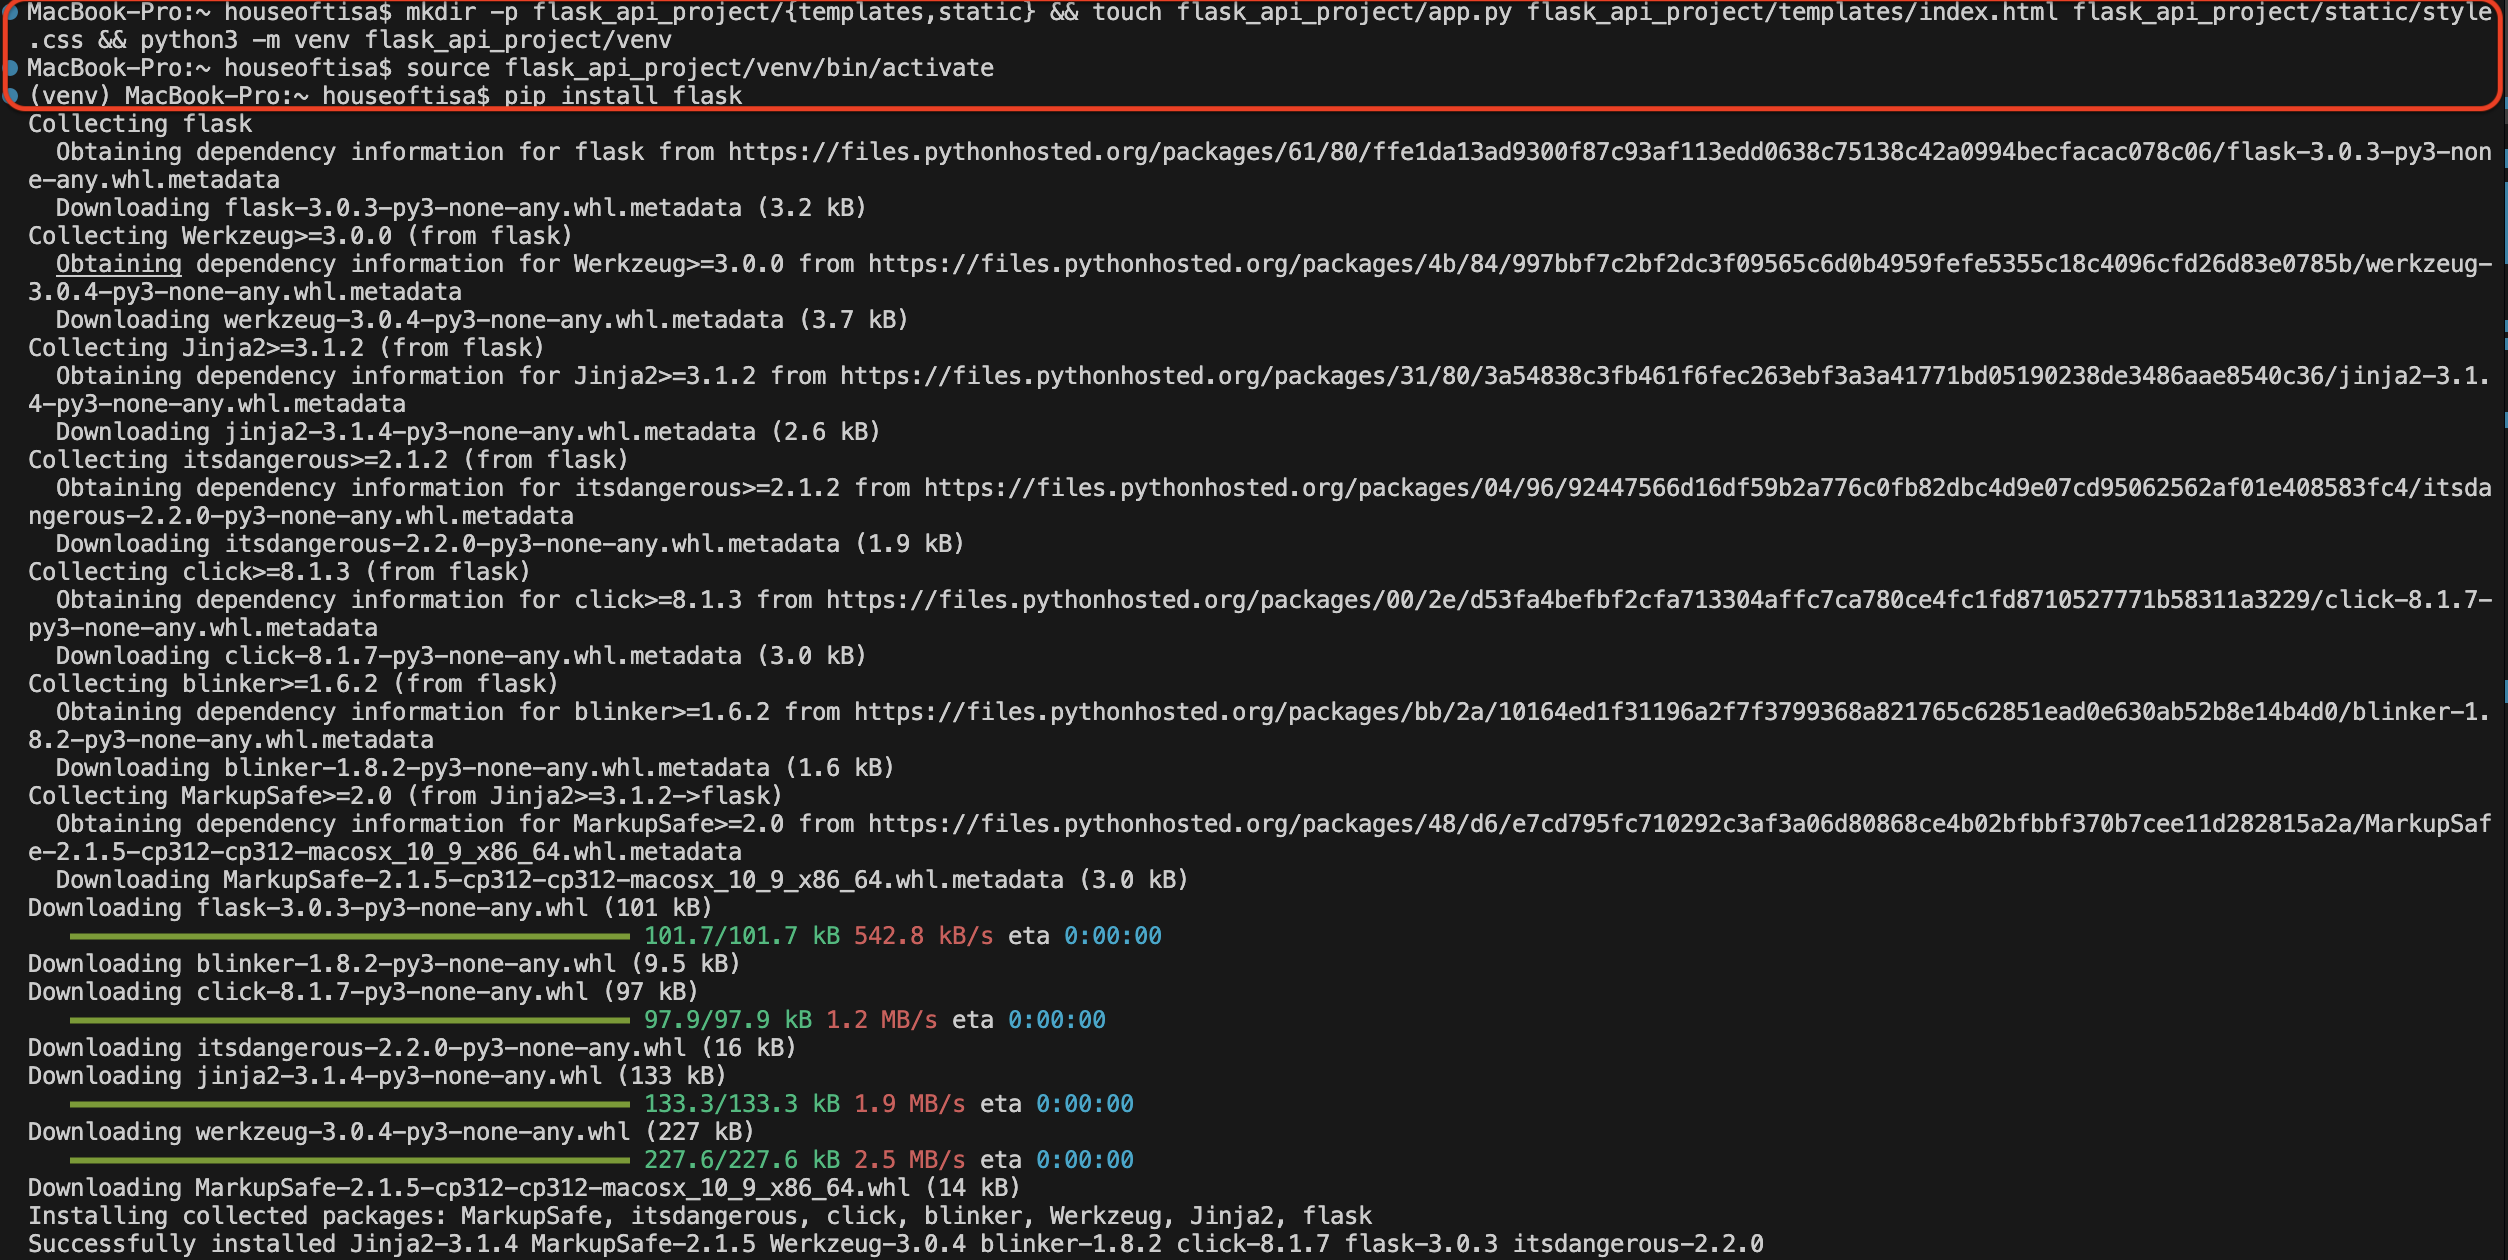 MacBook-Pro:~ houseoftisa$ mkdir -p flask_api_project/{templates,static} && touch flask_api_project/app.py flask_api_project/templates/index.html flask_api_project/static/style
.css && python3 -m venv flask_api_project/venv
MacBook-Pro:~ houseoftisa$ source flask_api_project/venv/bin/activate
(venv) MacBook-Pro:~ houseoftisa$ pip install flask
Collecting flask
  Obtaining dependency information for flask from https://files.pythonhosted.org/packages/61/80/ffe1da13ad9300f87c93af113edd0638c75138c42a0994becfacac078c06/flask-3.0.3-py3-non
e-any.whl.metadata
  Downloading flask-3.0.3-py3-none-any.whl.metadata (3.2 kB)
Collecting Werkzeug>=3.0.0 (from flask)
  Obtaining dependency information for Werkzeug>=3.0.0 from https://files.pythonhosted.org/packages/4b/84/997bbf7c2bf2dc3f09565c6d0b4959fefe5355c18c4096cfd26d83e0785b/werkzeug-
3.0.4-py3-none-any.whl.metadata
  Downloading werkzeug-3.0.4-py3-none-any.whl.metadata (3.7 kB)
Collecting Jinja2>=3.1.2 (from flask)
  Obtaining dependency information for Jinja2>=3.1.2 from https://files.pythonhosted.org/packages/31/80/3a54838c3fb461f6fec263ebf3a3a41771bd05190238de3486aae8540c36/jinja2-3.1.
4-py3-none-any.whl.metadata
  Downloading jinja2-3.1.4-py3-none-any.whl.metadata (2.6 kB)
Collecting itsdangerous>=2.1.2 (from flask)
  Obtaining dependency information for itsdangerous>=2.1.2 from https://files.pythonhosted.org/packages/04/96/92447566d16df59b2a776c0fb82dbc4d9e07cd95062562af01e408583fc4/itsda
ngerous-2.2.0-py3-none-any.whl.metadata
  Downloading itsdangerous-2.2.0-py3-none-any.whl.metadata (1.9 kB)
Collecting click>=8.1.3 (from flask)
  Obtaining dependency information for click>=8.1.3 from https://files.pythonhosted.org/packages/00/2e/d53fa4befbf2cfa713304affc7ca780ce4fc1fd8710527771b58311a3229/click-8.1.7-
py3-none-any.whl.metadata
  Downloading click-8.1.7-py3-none-any.whl.metadata (3.0 kB)
Collecting blinker>=1.6.2 (from flask)
  Obtaining dependency information for blinker>=1.6.2 from https://files.pythonhosted.org/packages/bb/2a/10164ed1f31196a2f7f3799368a821765c62851ead0e630ab52b8e14b4d0/blinker-1.
8.2-py3-none-any.whl.metadata
  Downloading blinker-1.8.2-py3-none-any.whl.metadata (1.6 kB)
Collecting MarkupSafe>=2.0 (from Jinja2>=3.1.2->flask)
  Obtaining dependency information for MarkupSafe>=2.0 from https://files.pythonhosted.org/packages/48/d6/e7cd795fc710292c3af3a06d80868ce4b02bfbbf370b7cee11d282815a2a/MarkupSaf
e-2.1.5-cp312-cp312-macosx_10_9_x86_64.whl.metadata
  Downloading MarkupSafe-2.1.5-cp312-cp312-macosx_10_9_x86_64.whl.metadata (3.0 kB)
Downloading flask-3.0.3-py3-none-any.whl (101 kB)
101.7/101.7 kB 542.8 kB/s eta 0:00:00
Downloading blinker-1.8.2-py3-none-any.whl (9.5 kB)
Downloading click-8.1.7-py3-none-any.whl (97 kB)
97.9/97.9 kB 1.2 MB/s eta 0:00:00
Downloading itsdangerous-2.2.0-py3-none-any.whl (16 kB)
Downloading jinja2-3.1.4-py3-none-any.whl (133 kB)
133.3/133.3 kB 1.9 MB/s eta 0:00:00
Downloading werkzeug-3.0.4-py3-none-any.whl (227 kB)
227.6/227.6 kB 2.5 MB/s eta 0:00:00
Downloading MarkupSafe-2.1.5-cp312-cp312-macosx_10_9_x86_64.whl (14 kB)
Installing collected packages: MarkupSafe, itsdangerous, click, blinker, Werkzeug, Jinja2, flask
Successfully installed Jinja2-3.1.4 MarkupSafe-2.1.5 Werkzeug-3.0.4 blinker-1.8.2 click-8.1.7 flask-3.0.3 itsdangerous-2.2.0